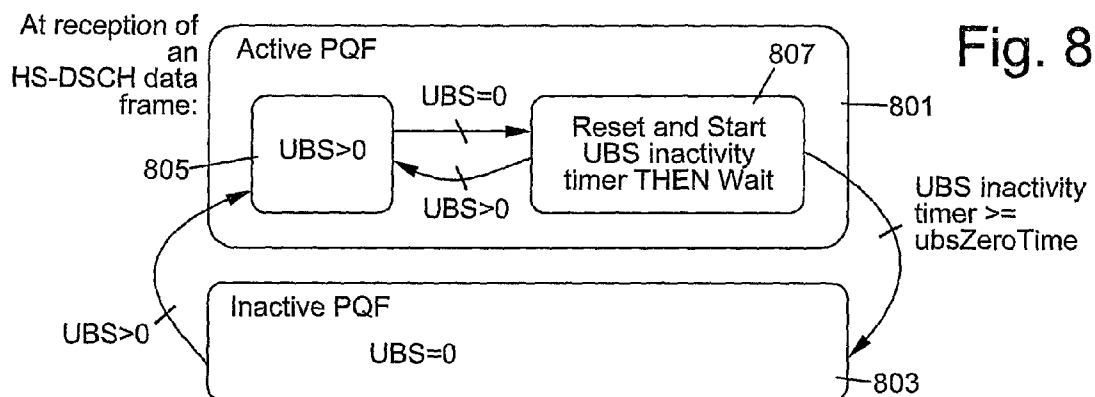 At reception of
an
HS-DSCH data
frame:
Active PQF
807
Fig. 8
801
UBS=0
805
UBS>0
Reset and Start
UBS inactivity
timer THEN Wait
UBS>0
UBS inactivity
timer >=
ubsZeroTime
Inactive PQF
UBS>0
UBS=0
803